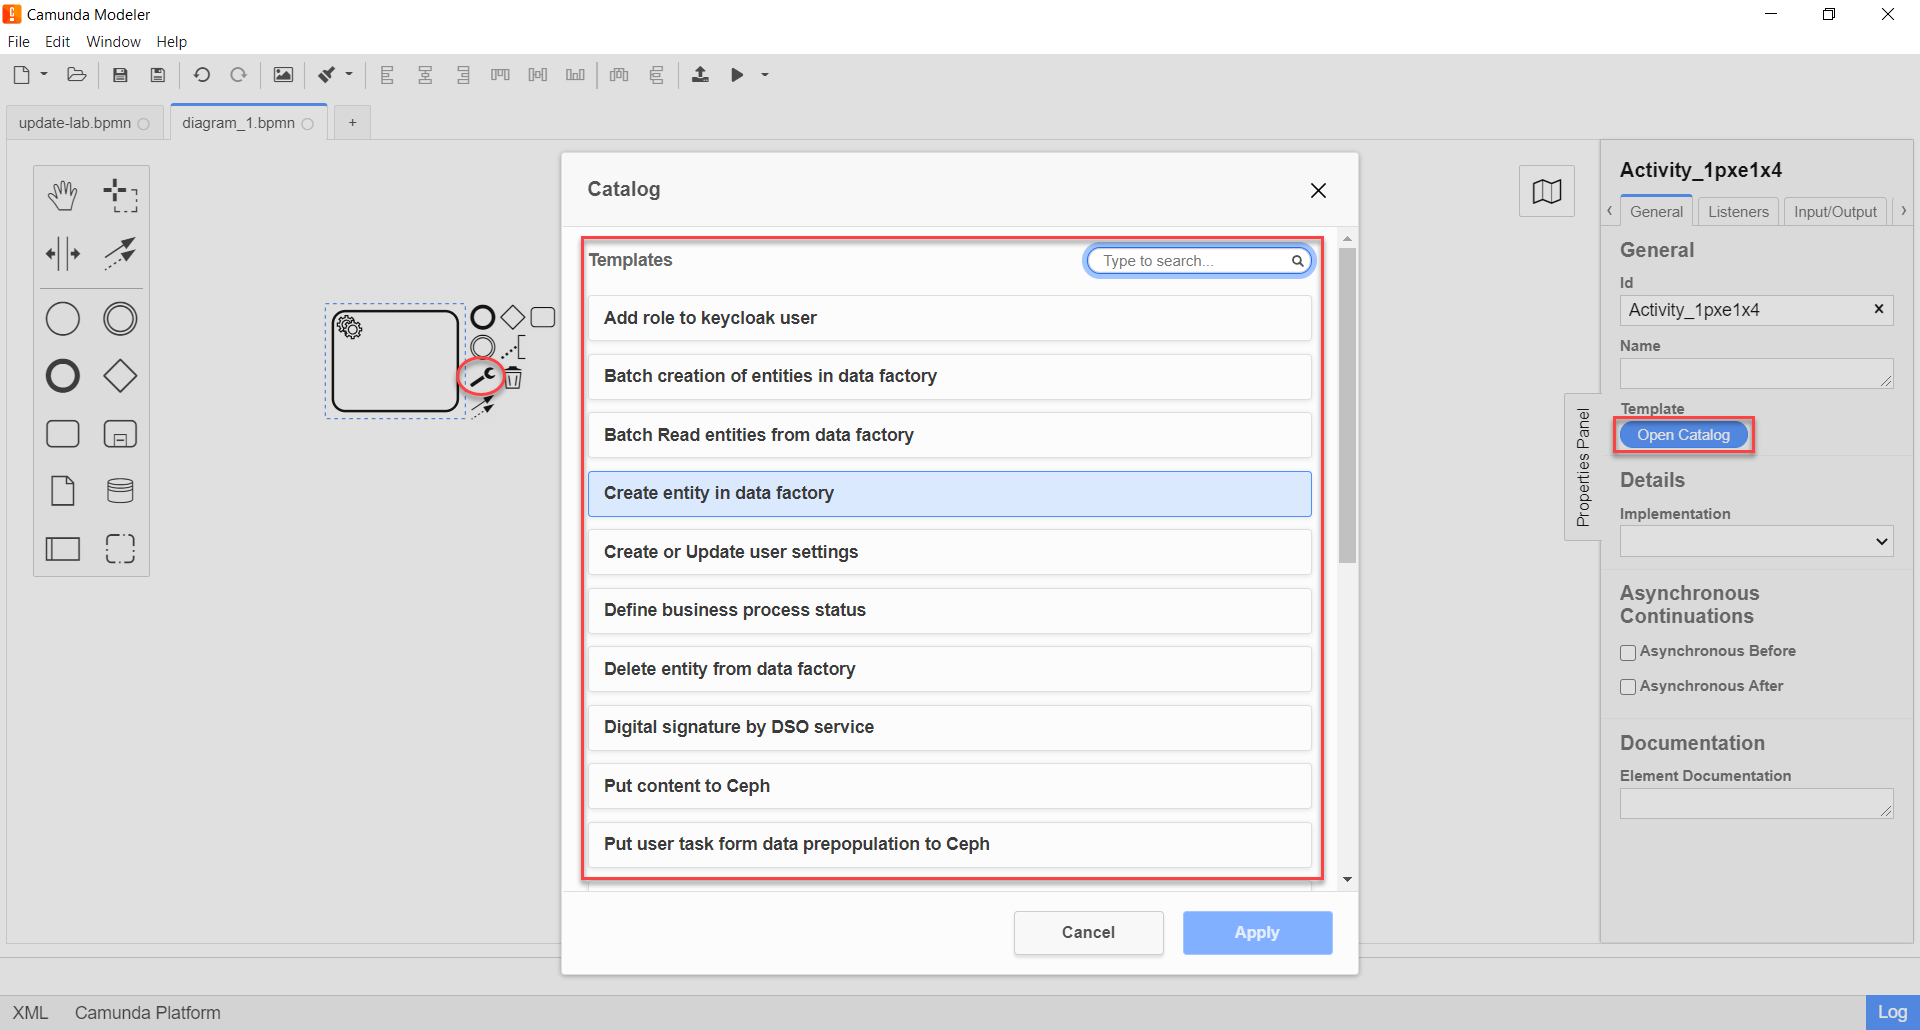 Camunda Modeler
File Edit Window Help
update-lab.bpmn
diagram_1.bpmn
+
Catalog
Templates
Type to search...
Add role to keycloak user
Batch creation of entities in data factory
Batch Read entities from data factory
Create entity in data factory
Create or Update user settings
Define business process status
Delete entity from data factory
Digital signature by DSO service
Put content to Ceph
Put user task form data prepopulation to Ceph
Cancel
Apply
Properties Panel
Activity_1pxe1x4
General Listeners Input/Output
General
Id
Activity_1pxe1x4
Name
Template
Open Catalog
Details
Implementation
Asynchronous
Continuations
Asynchronous Before
Asynchronous After
Documentation
Element Documentation
XML Camunda Platform
Log